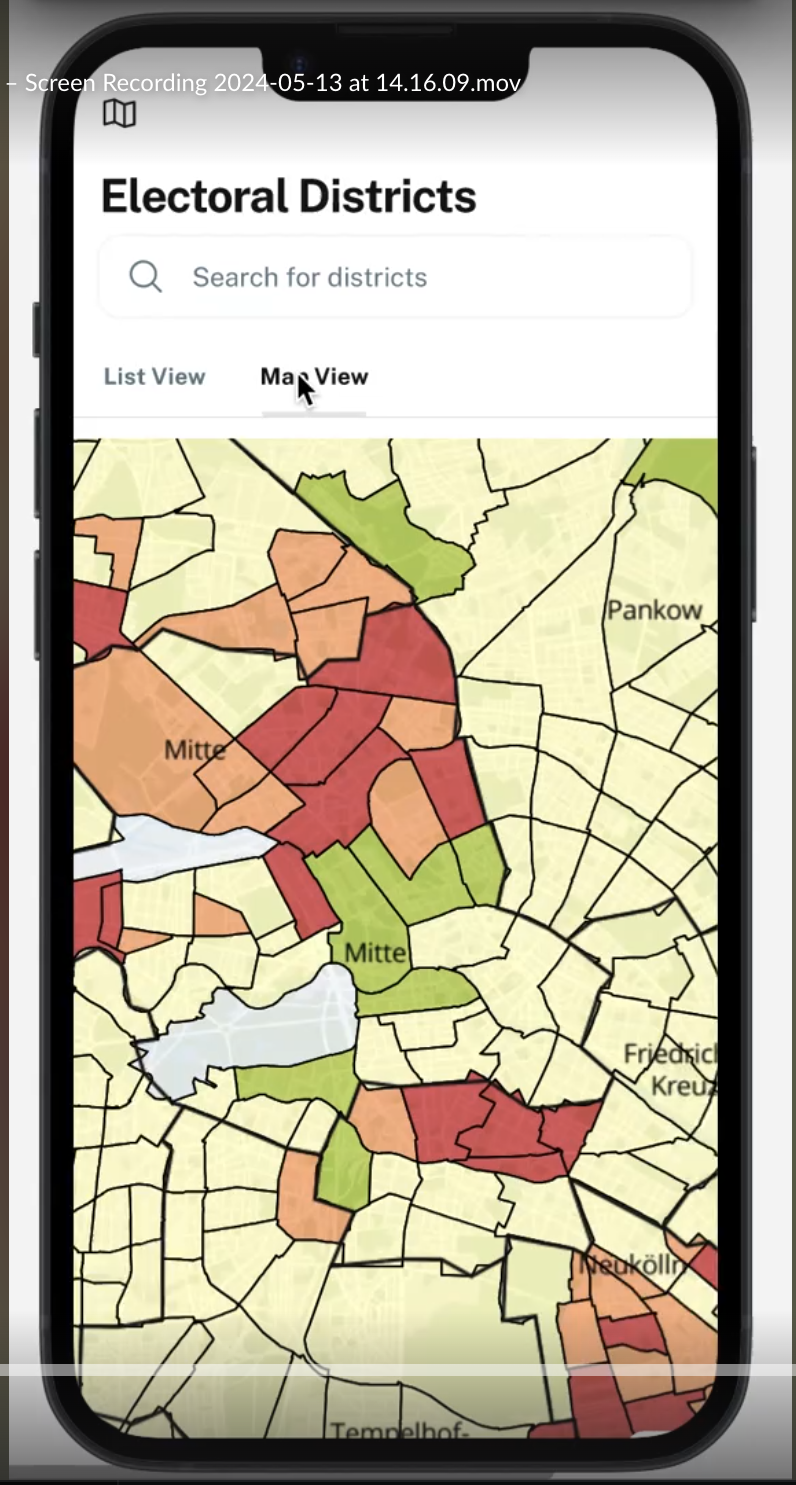 – Screen Recording 2024-05-13 at 14.16.09.mov
Electoral Districts
Search for districts
List View
Map View
Pankow
Mitte
Mitte
Friedrich
Kreuz
Neukölln
Tempelhof-